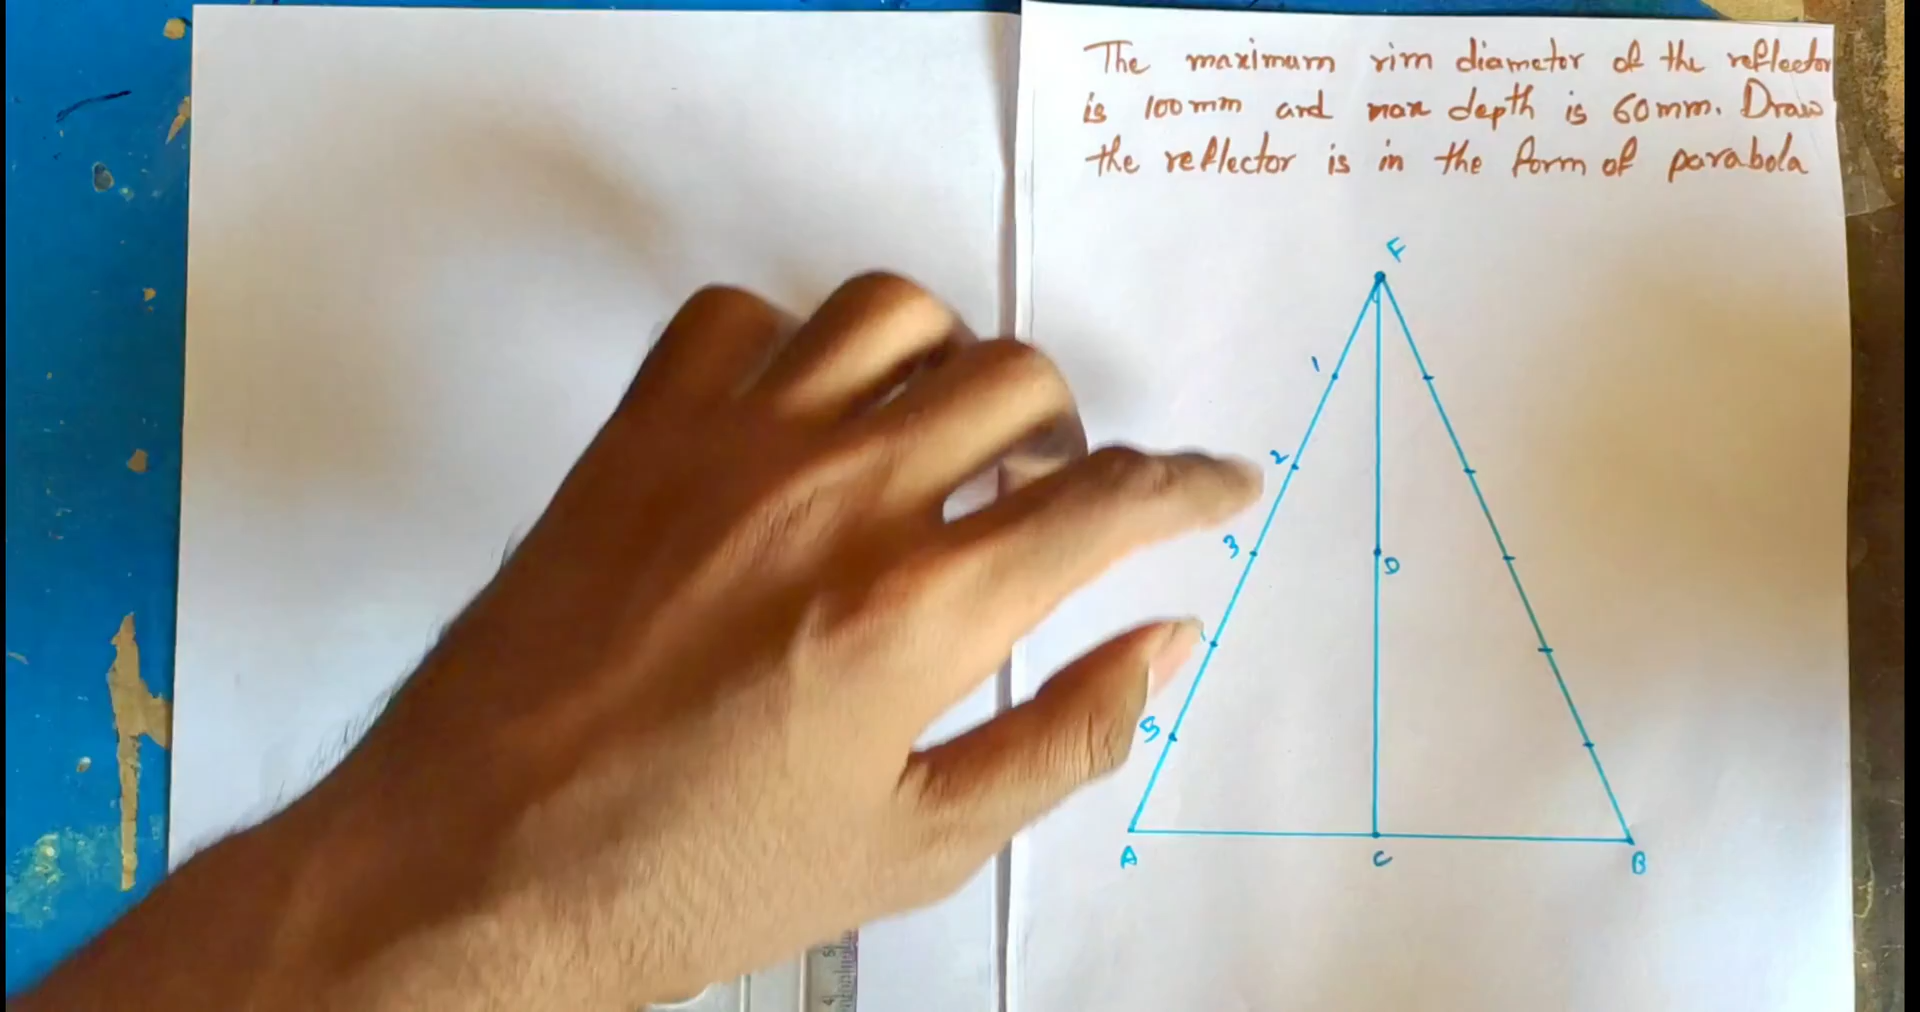 The maximum rim diameter of the reflector
is 100mm and max depth is 60mm. Draw
the reflector is in the form of parabola
F
1
2
3
D
5
A C B